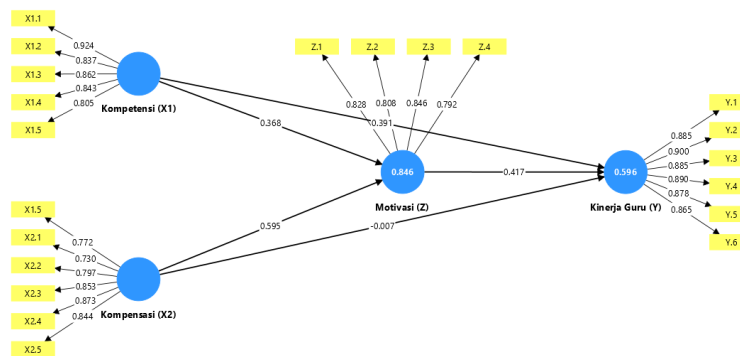 X1.1
X1.2
X1.3
X1.4
X1.5
0.924
0.837
0.862
0.843
0.805
Kompetensi (X1)
Z.1
Z.2
Z.3
Z.4
0.828
0.808
0.846
0.792
0.368
0.391
0.846
Motivasi (Z)
0.417
0.595
-0.007
0.596
Kinerja Guru (Y)
0.885
0.900
0.885
0.890
0.878
0.865
Y.1
Y.2
Y.3
Y.4
Y.5
Y.6
X1.5
X2.1
X2.2
X2.3
X2.4
X2.5
0.772
0.730
0.797
0.853
0.873
0.844
Kompensasi (X2)